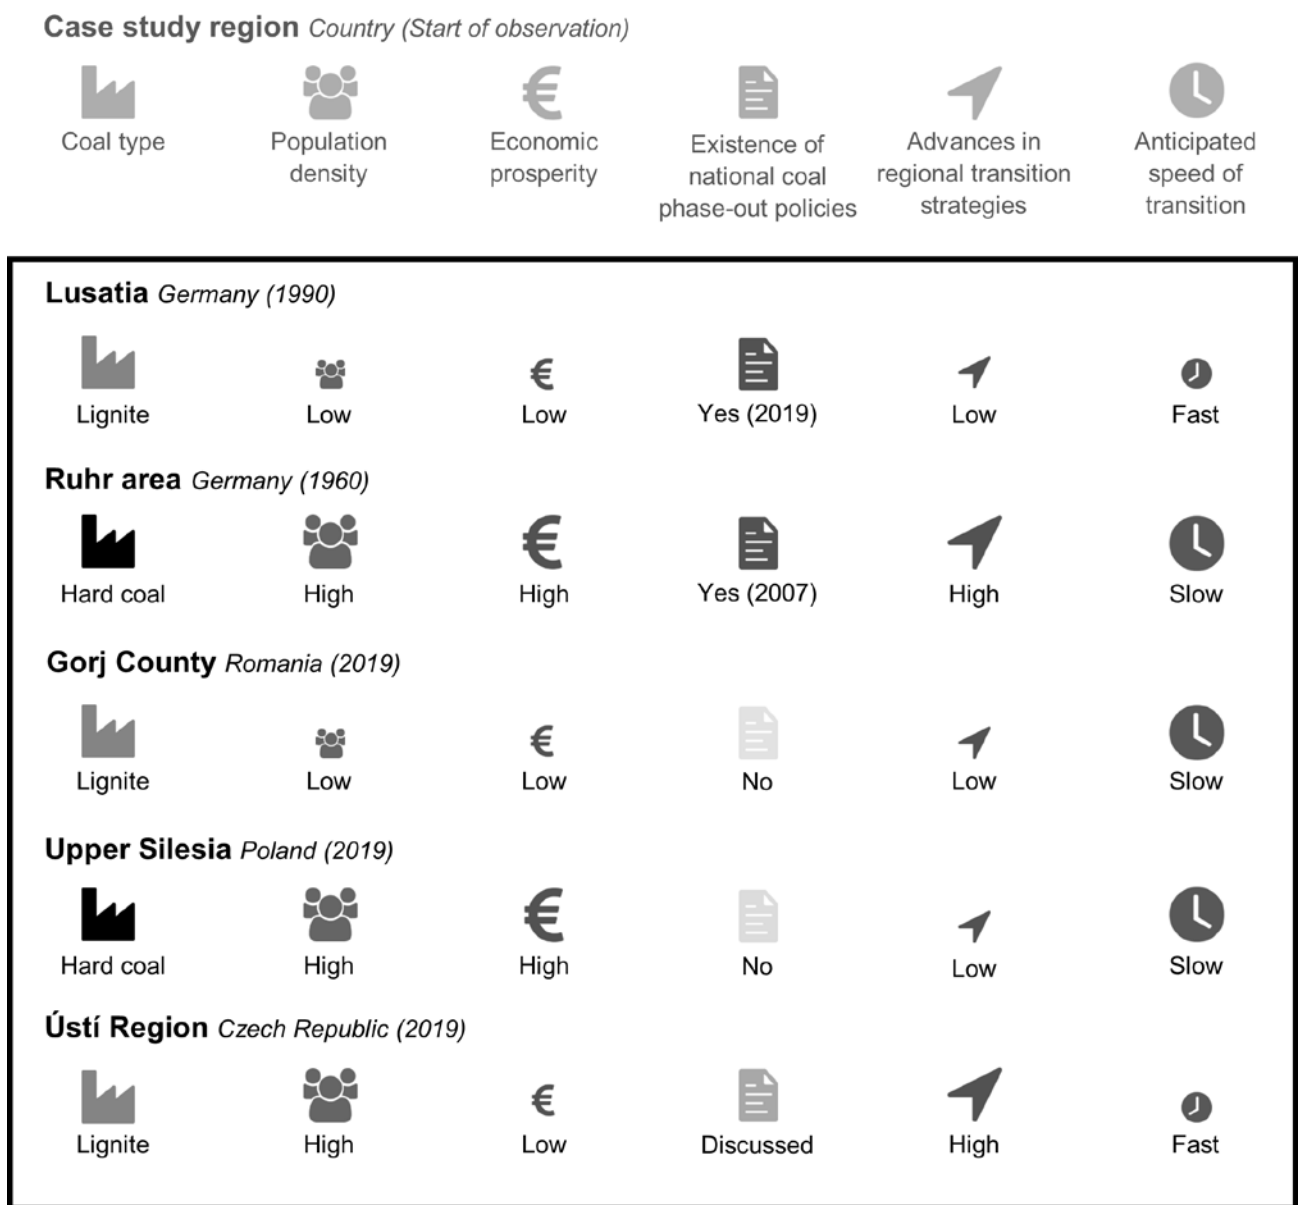 Case study region Country (Start of observation)
Coal type
Population
density
Economic
prosperity
Existence of
national coal
phase-out policies
Advances in
regional transition
strategies
Anticipated
speed of
transition
Lusatia Germany (1990)
Lignite Low Low Yes (2019) Low Fast
Ruhr area Germany (1960)
Hard coal High High Yes (2007) High Slow
Gorj County Romania (2019)
Lignite Low Low No Low Slow
Upper Silesia Poland (2019)
Hard coal High High No Low Slow
Ústí Region Czech Republic (2019)
Lignite High Low Discussed High Fast